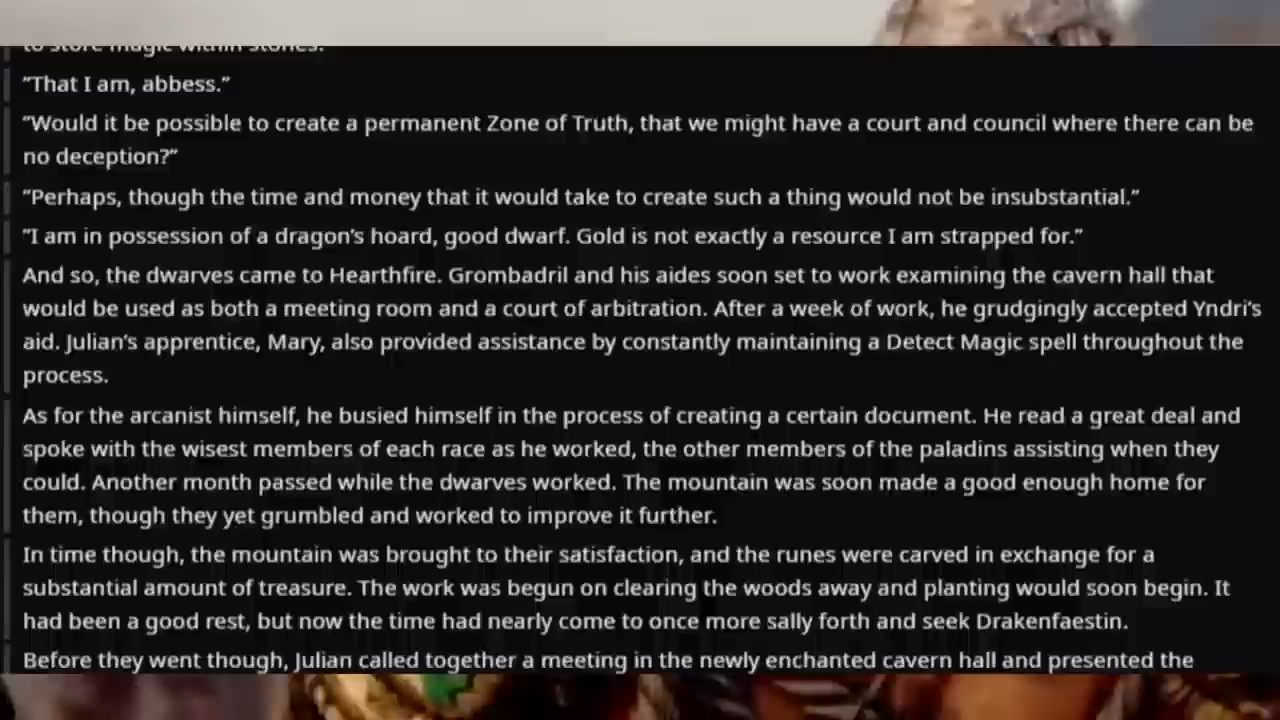 to store magic within stones.
“That I am, abbess.”
“Would it be possible to create a permanent Zone of Truth, that we might have a court and council where there can be
no deception?”
“Perhaps, though the time and money that it would take to create such a thing would not be insubstantial.”
“I am in possession of a dragon’s hoard, good dwarf. Gold is not exactly a resource I am strapped for.”
And so, the dwarves came to Hearthfire. Grombadril and his aides soon set to work examining the cavern hall that
would be used as both a meeting room and a court of arbitration. After a week of work, he grudgingly accepted Yndri’s
aid. Julian’s apprentice, Mary, also provided assistance by constantly maintaining a Detect Magic spell throughout the
process.
As for the arcanist himself, he busied himself in the process of creating a certain document. He read a great deal and
spoke with the wisest members of each race as he worked, the other members of the paladins assisting when they
could. Another month passed while the dwarves worked. The mountain was soon made a good enough home for
them, though they yet grumbled and worked to improve it further.
In time though, the mountain was brought to their satisfaction, and the runes were carved in exchange for a
substantial amount of treasure. The work was begun on clearing the woods away and planting would soon begin. It
had been a good rest, but now the time had nearly come to once more sally forth and seek Drakenfaestin.
Before they went though, Julian called together a meeting in the newly enchanted cavern hall and presented the